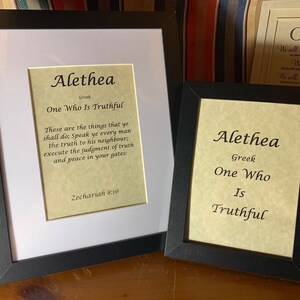 Alethea
Greek
One Who Is Truthful
These are the things that ye
shall do; Speak ye every man
the truth to his neighbour;
execute the judgment of truth
and peace in your gates:
Zechariah 8:16
Alethea
Greek
One Who
Is
Truthful